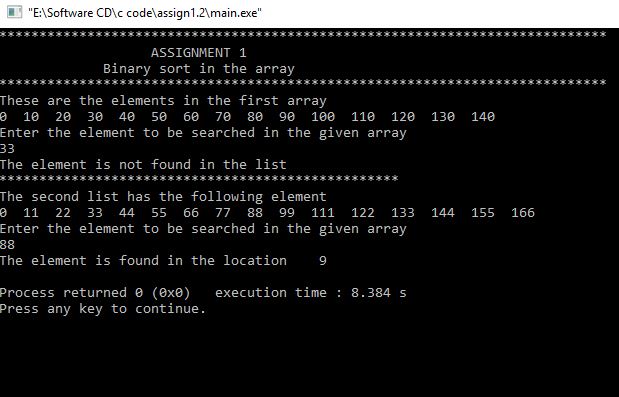 "E:\Software CD\c code\assign1.2\main.exe"
****************************************************************************
ASSIGNMENT 1
Binary sort in the array
****************************************************************************
These are the elements in the first array
0  10  20  30  40  50  60  70  80  90  100  110  120  130  140
Enter the element to be searched in the given array
33
The element is not found in the list
**************************************************
The second list has the following element
0  11  22  33  44  55  66  77  88  99  111  122  133  144  155  166
Enter the element to be searched in the given array
88
The element is found in the location    9
Process returned 0 (0x0)   execution time : 8.384 s
Press any key to continue.